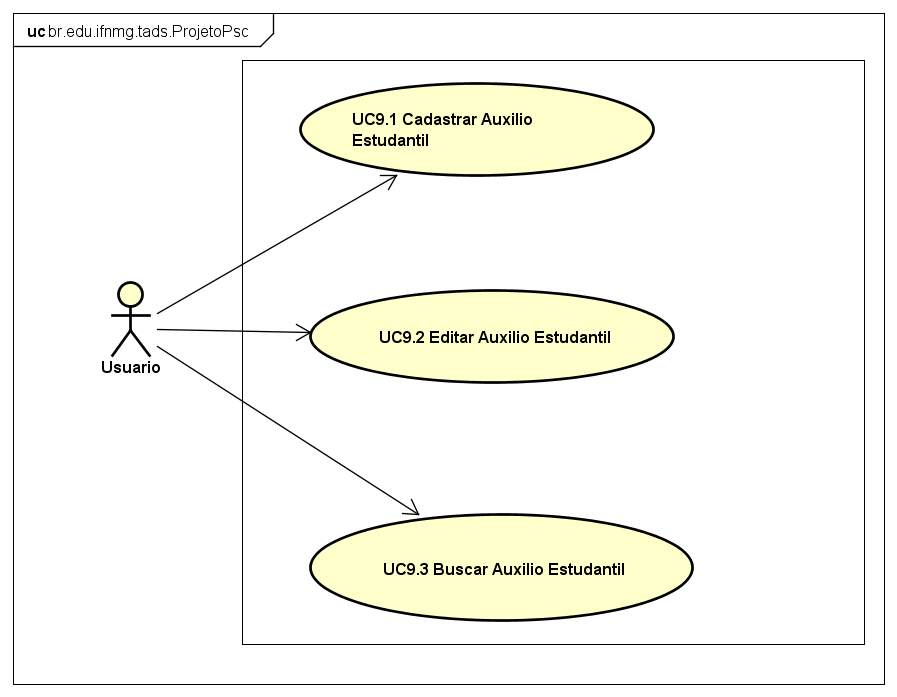 uc br.edu.ifnmg.tads.ProjetoPsc
UC9.1 Cadastrar Auxilio
Estudantil
UC9.2 Editar Auxilio Estudantil
Usuario
UC9.3 Buscar Auxilio Estudantil